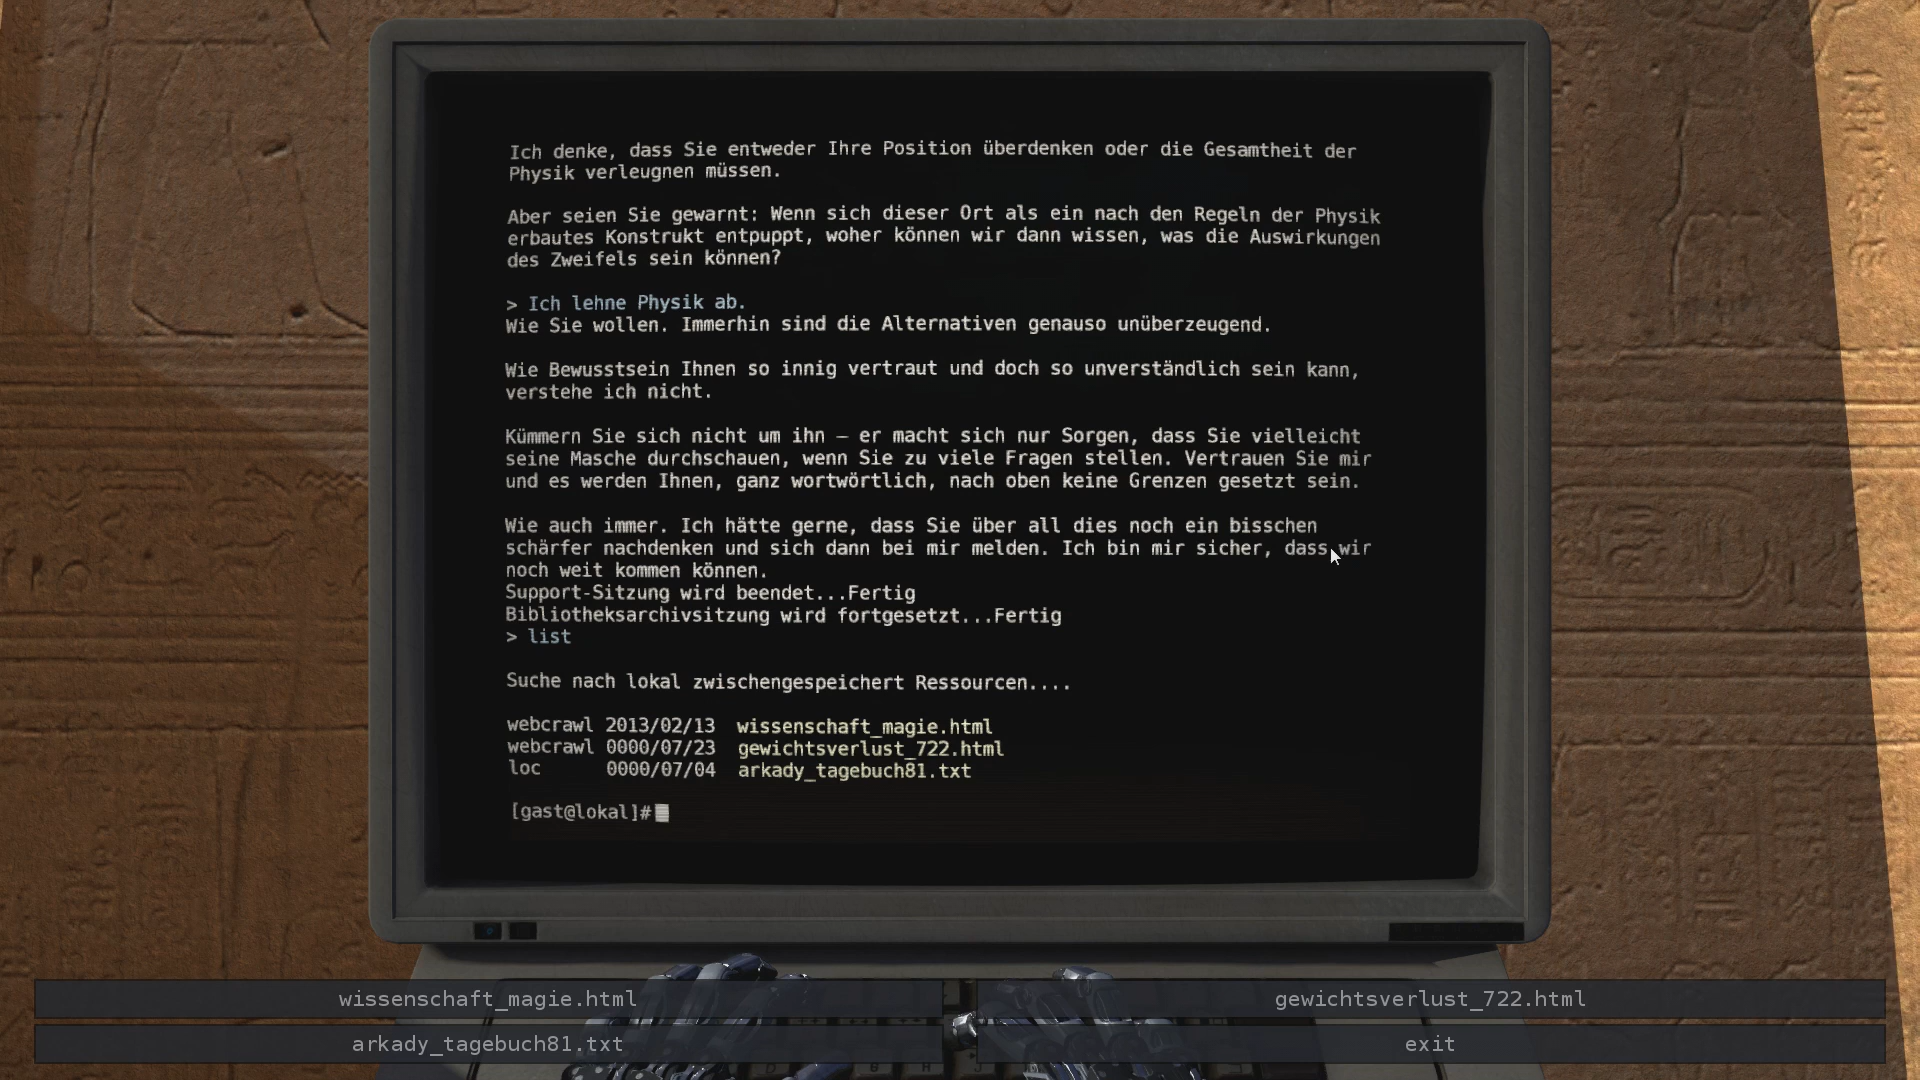 Ich denke, dass Sie entweder Ihre Position überdenken oder die Gesamtheit der
Physik verleugnen müssen.
Aber seien Sie gewarnt: Wenn sich dieser Ort als ein nach den Regeln der Physik
erbautes Konstrukt entpuppt, woher können wir dann wissen, was die Auswirkungen
des Zweifels sein können?
> Ich lehne Physik ab.
Wie Sie wollen. Immerhin sind die Alternativen genauso unüberzeugend.
Wie Bewusstsein Ihnen so innig vertraut und doch so unverständlich sein kann,
verstehe ich nicht.
Kümmern Sie sich nicht um ihn – er macht sich nur Sorgen, dass Sie vielleicht
seine Masche durchschauen, wenn Sie zu viele Fragen stellen. Vertrauen Sie mir
und es werden Ihnen, ganz wortwörtlich, nach oben keine Grenzen gesetzt sein.
Wie auch immer. Ich hätte gerne, dass Sie über all dies noch ein bisschen
schärfer nachdenken und sich dann bei mir melden. Ich bin mir sicher, dass wir
noch weit kommen können.
Support-Sitzung wird beendet...Fertig
Bibliotheksarchivsitzung wird fortgesetzt...Fertig
> list
Suche nach lokal zwischengespeichert Ressourcen....
webcrawl 2013/02/13 wissenschaft_magie.html
webcrawl 0000/07/23 gewichtsverlust_722.html
loc 0000/07/04 arkady_tagebuch81.txt
[gast@lokal]#
wissenschaft_magie.html gewichtsverlust_722.html
arkady_tagebuch81.txt exit